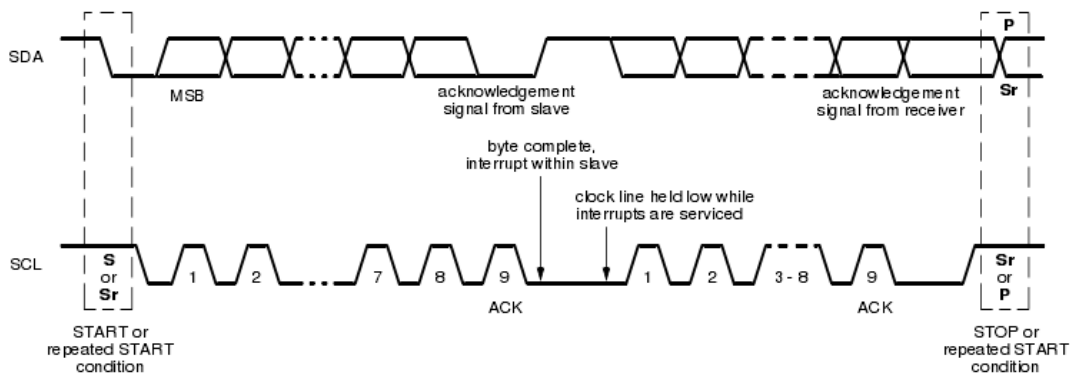 P
SDA
MSB
acknowledgement
signal from slave
acknowledgement
signal from receiver
Sr
byte complete,
interrupt within slave
clock line held low while
interrupts are serviced
SCL
S
or
Sr
1
2
7
8
9
1
2
3 - 8
9
Sr
or
P
ACK
ACK
START or
repeated START
condition
STOP or
repeated START
condition